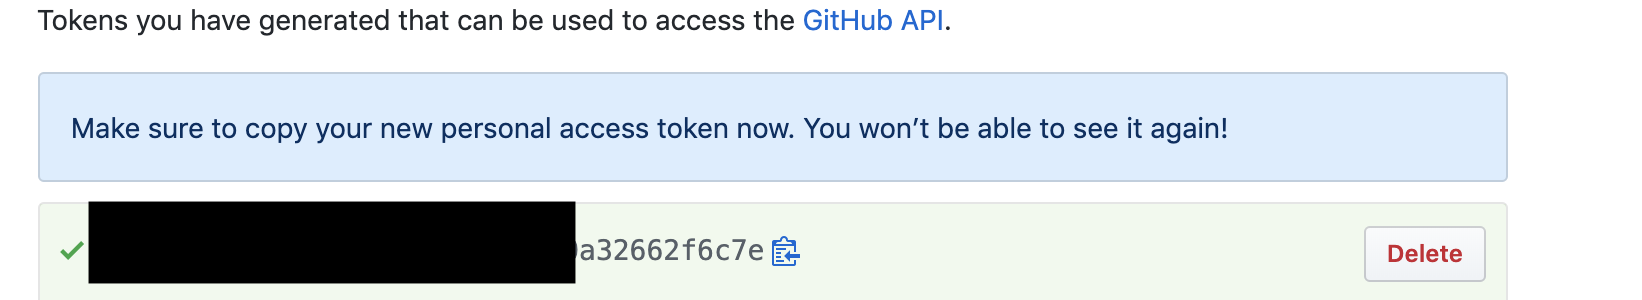 Tokens you have generated that can be used to access the GitHub API.
Make sure to copy your new personal access token now. You won’t be able to see it again!
a32662f6c7e
Delete